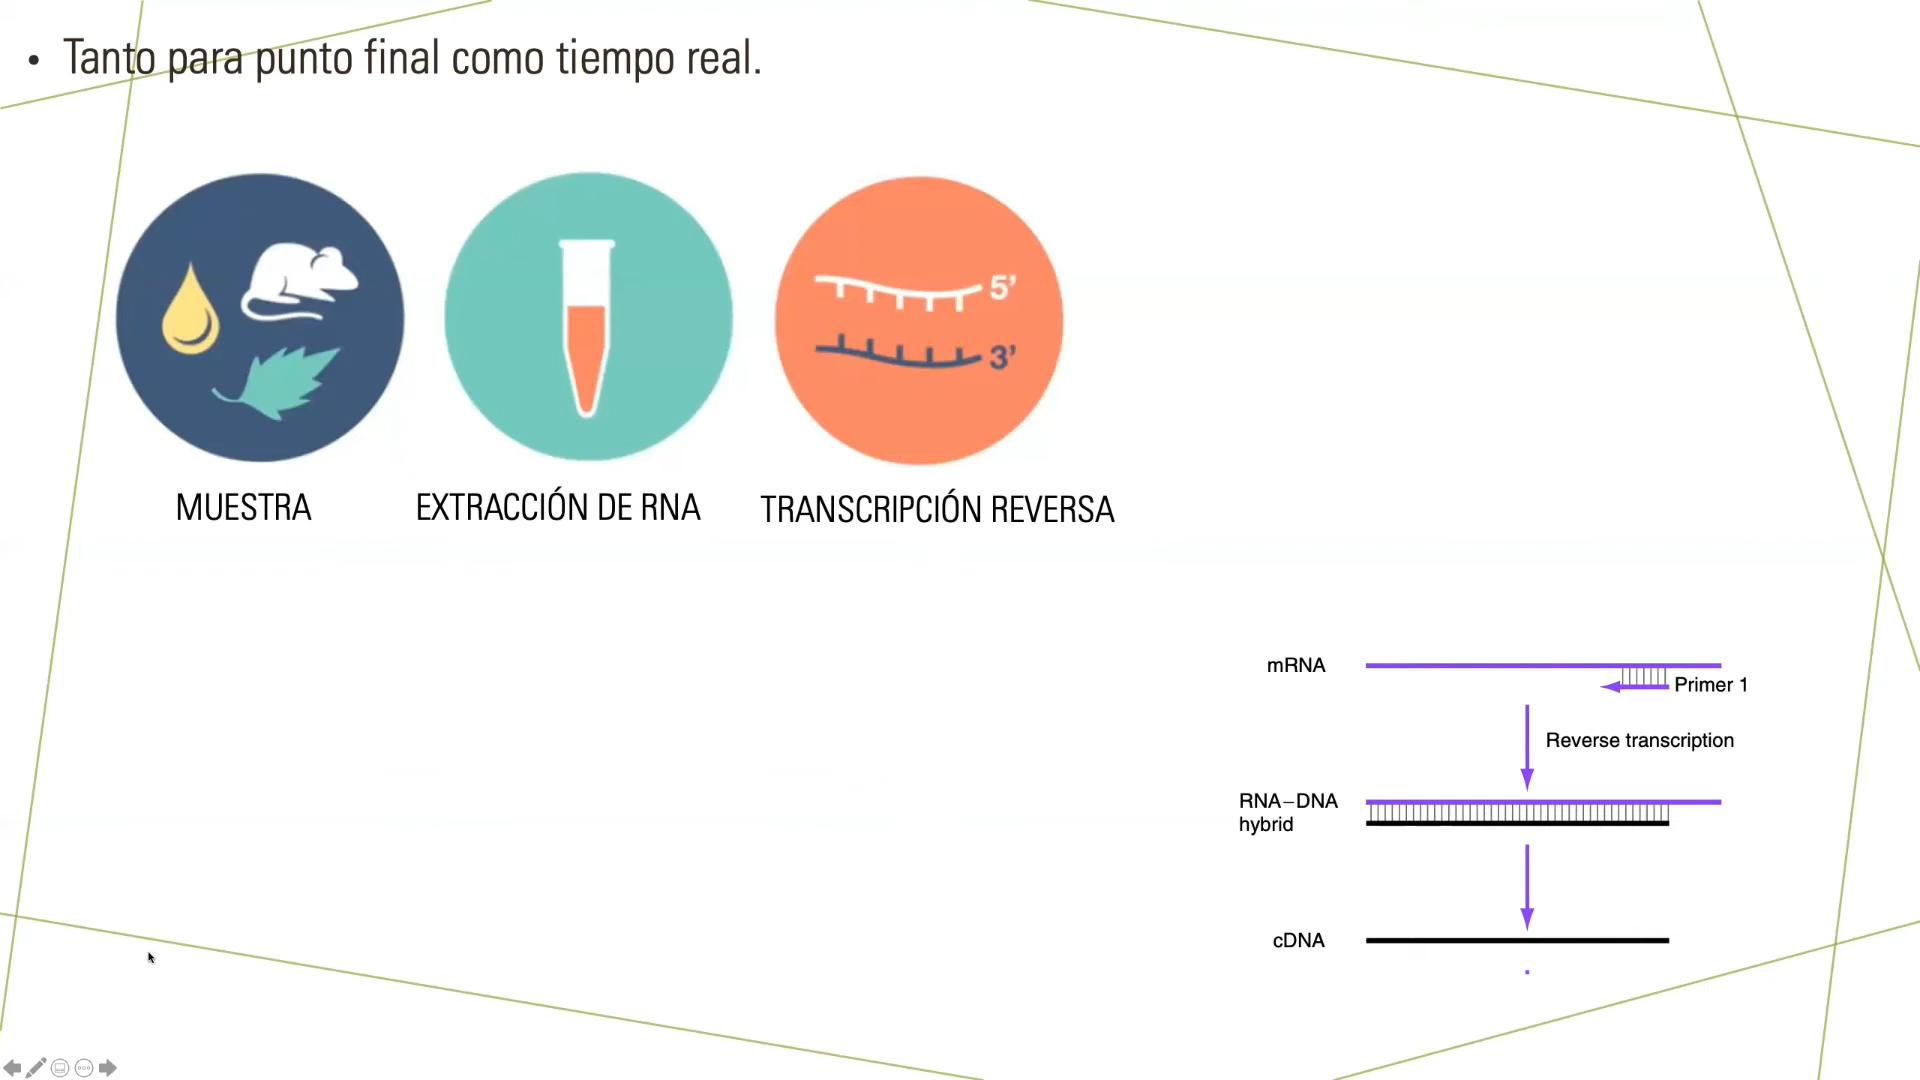 • Tanto para punto final como tiempo real.
5’
3’
MUESTRA
EXTRACCIÓN DE RNA
TRANSCRIPCIÓN REVERSA
mRNA
Primer 1
Reverse transcription
RNA–DNA
hybrid
cDNA